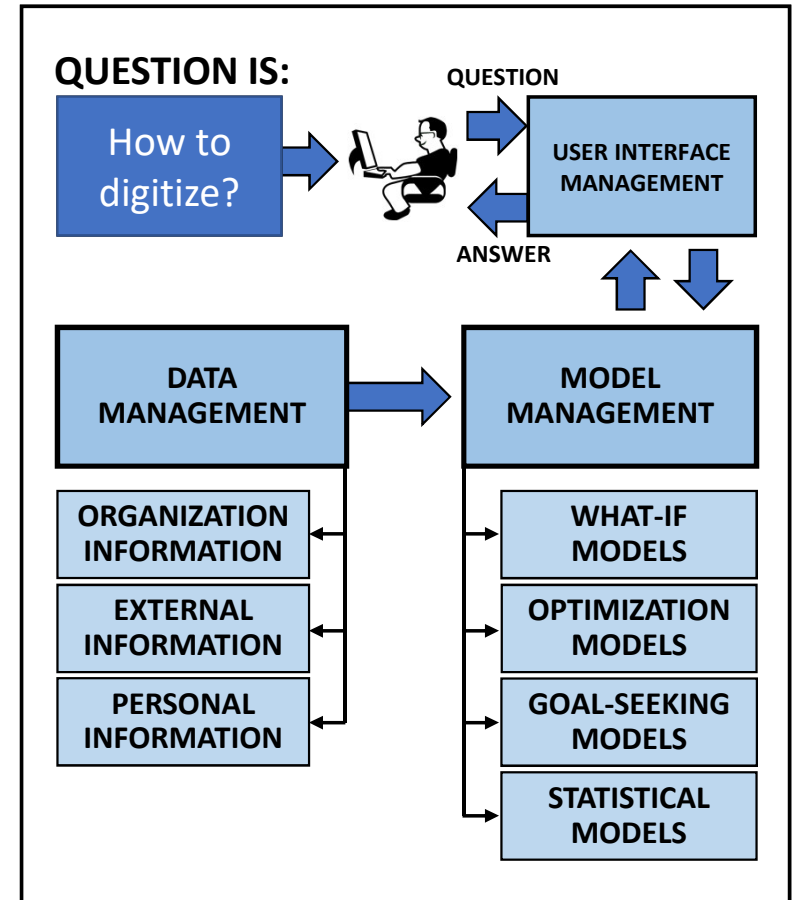 QUESTION IS:
How to
digitize?
QUESTION
USER INTERFACE
MANAGEMENT
ANSWER
DATA
MANAGEMENT
MODEL
MANAGEMENT
ORGANIZATION
INFORMATION
EXTERNAL
INFORMATION
PERSONAL
INFORMATION
WHAT-IF
MODELS
OPTIMIZATION
MODELS
GOAL-SEEKING
MODELS
STATISTICAL
MODELS